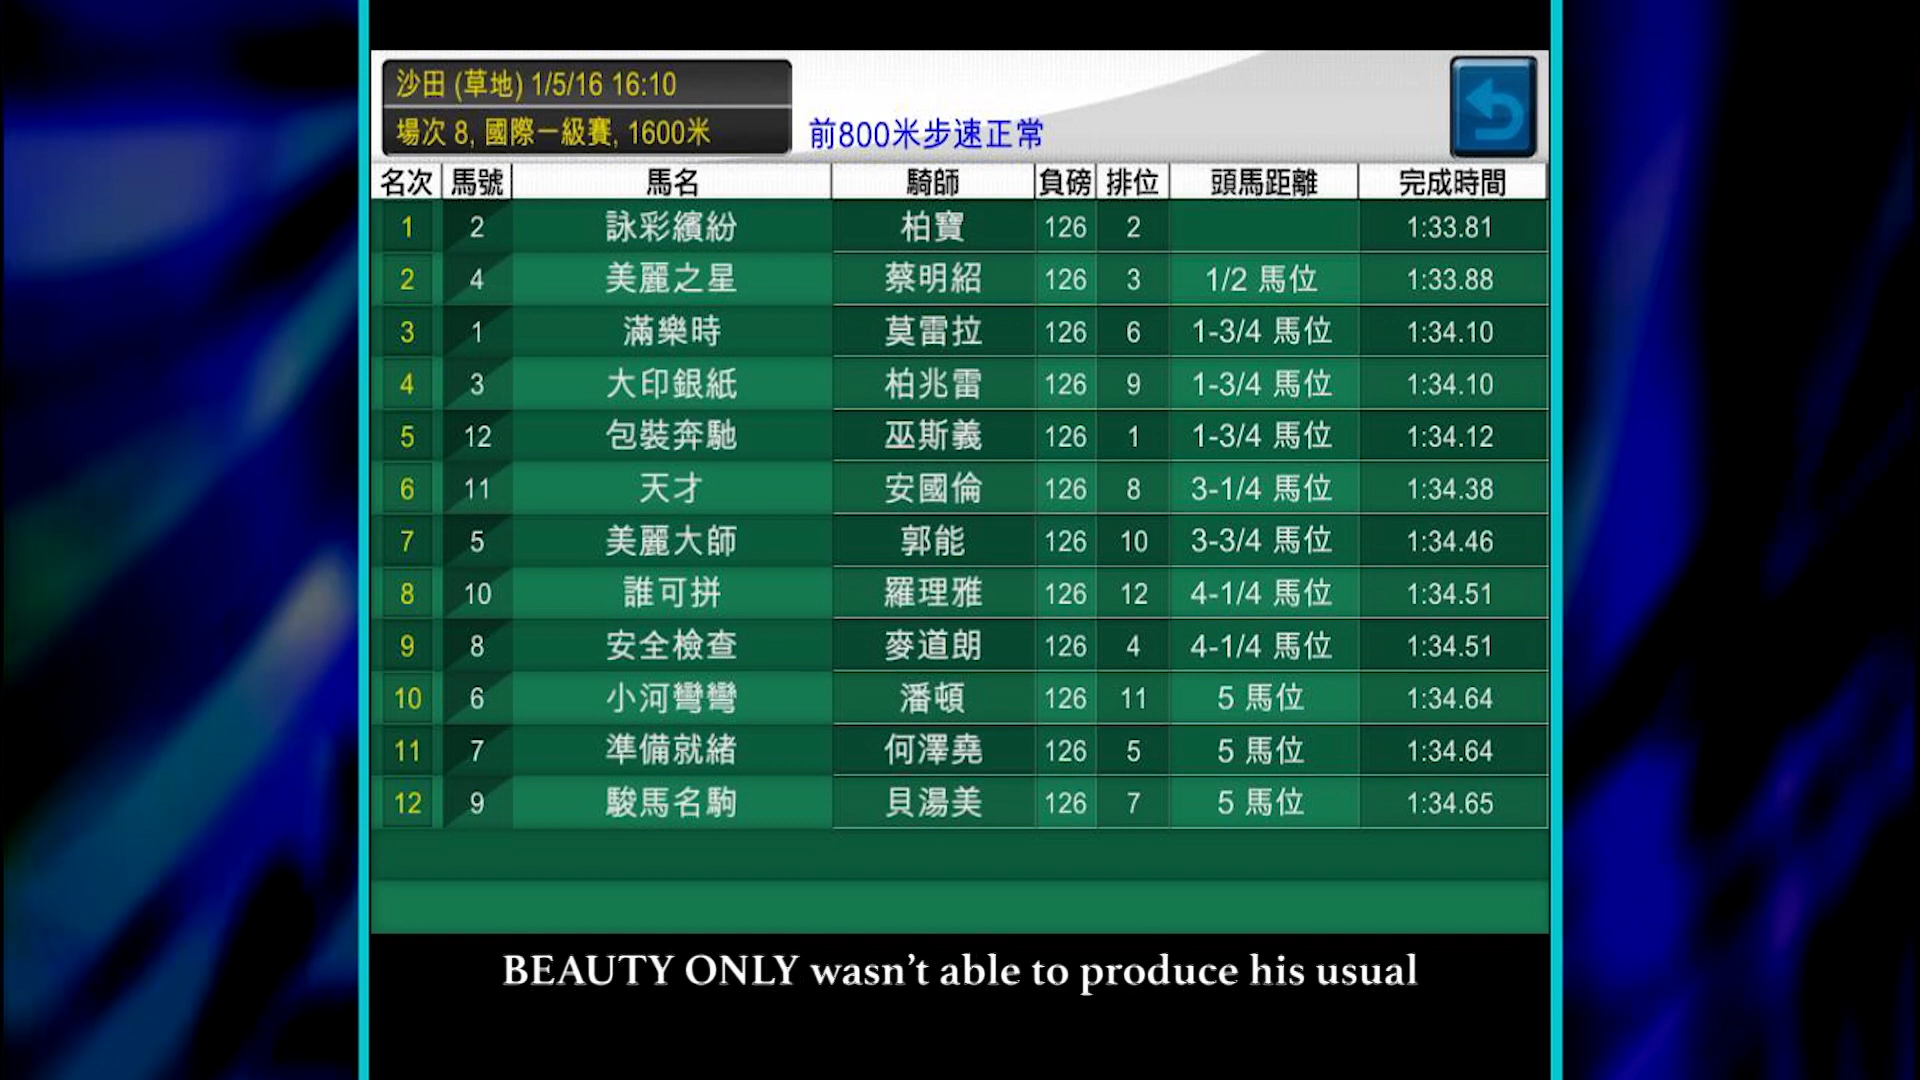 沙田 (草地) 1/5/16 16:10
場次 8, 國際一級賽, 1600米
前800米步速正常
名次 馬號 馬名 騎師 負磅 排位 頭馬距離 完成時間
1 2 詠彩繽紛 柏寶 126 2 1:33.81
2 4 美麗之星 蔡明紹 126 3 1/2 馬位 1:33.88
3 1 滿樂時 莫雷拉 126 6 1-3/4 馬位 1:34.10
4 3 大印銀紙 柏兆雷 126 9 1-3/4 馬位 1:34.10
5 12 包裝奔馳 巫斯義 126 1 1-3/4 馬位 1:34.12
6 11 天才 安國倫 126 8 3-1/4 馬位 1:34.38
7 5 美麗大師 郭能 126 10 3-3/4 馬位 1:34.46
8 10 誰可拼 羅理雅 126 12 4-1/4 馬位 1:34.51
9 8 安全檢查 麥道朗 126 4 4-1/4 馬位 1:34.51
10 6 小河彎彎 潘頓 126 11 5 馬位 1:34.64
11 7 準備就緒 何澤堯 126 5 5 馬位 1:34.64
12 9 駿馬名駒 貝湯美 126 7 5 馬位 1:34.65
BEAUTY ONLY wasn't able to produce his usual